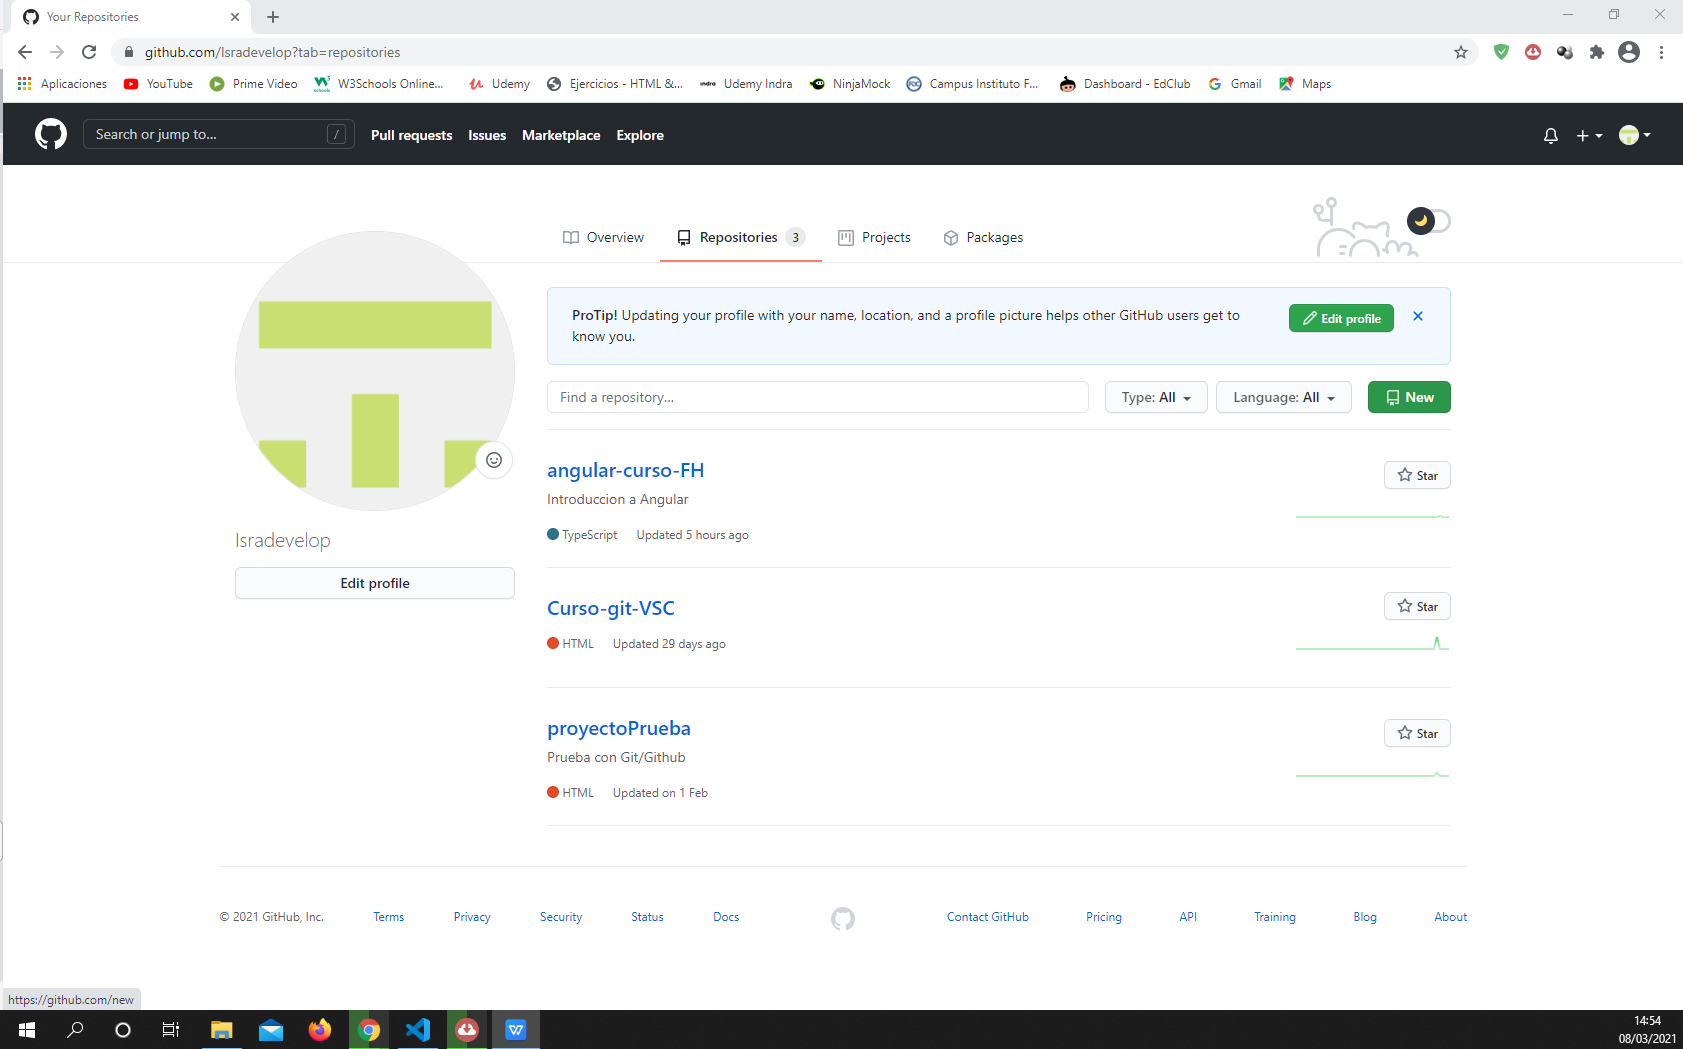 Your Repositories
github.com/Isradevelop?tab=repositories
Aplicaciones YouTube Prime Video W3Schools Online... Udemy Ejercicios - HTML &... Udemy Indra NinjaMock Campus Instituto F... Dashboard - EdClub Gmail Maps
Search or jump to... / Pull requests Issues Marketplace Explore
Overview Repositories 3 Projects Packages
ProTip! Updating your profile with your name, location, and a profile picture helps other GitHub users get to
know you.
Edit profile
Find a repository... Type: All Language: All New
angular-curso-FH Star
Introduccion a Angular
TypeScript Updated 5 hours ago
Isradevelop
Edit profile
Curso-git-VSC Star
HTML Updated 29 days ago
proyectoPrueba Star
Prueba con Git/Github
HTML Updated on 1 Feb
© 2021 GitHub, Inc. Terms Privacy Security Status Docs Contact GitHub Pricing API Training Blog About
https://github.com/new
14:54
08/03/2021